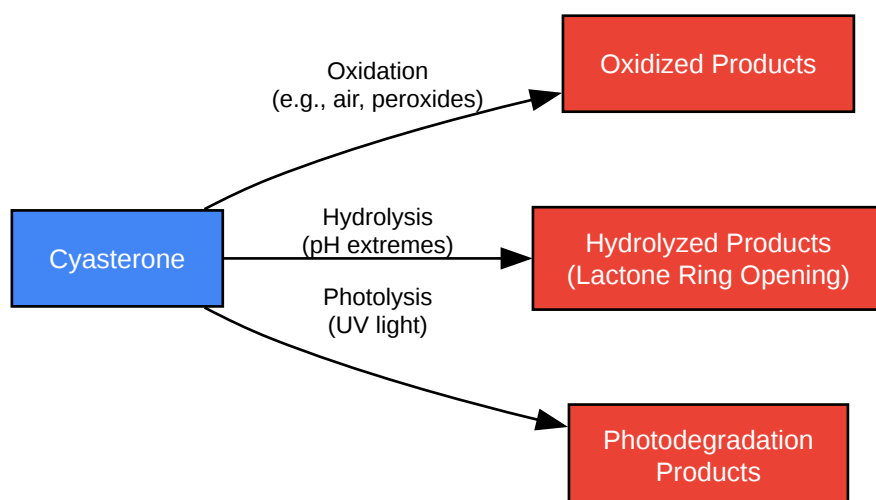 Oxidation
(e.g., air, peroxides)
Oxidized Products
Cyasterone
Hydrolysis
(pH extremes)
Hydrolyzed Products
(Lactone Ring Opening)
Photolysis
(UV light)
Photodegradation
Products